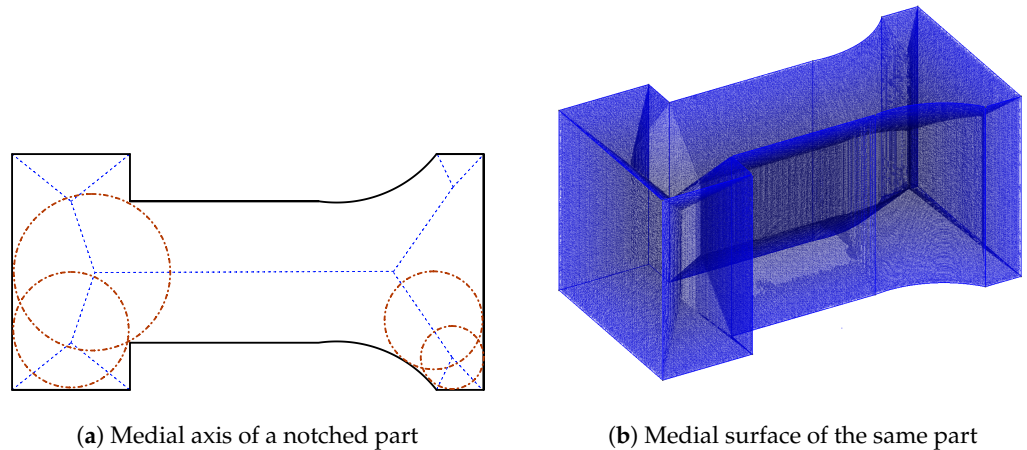 (a) Medial axis of a notched part
(b) Medial surface of the same part